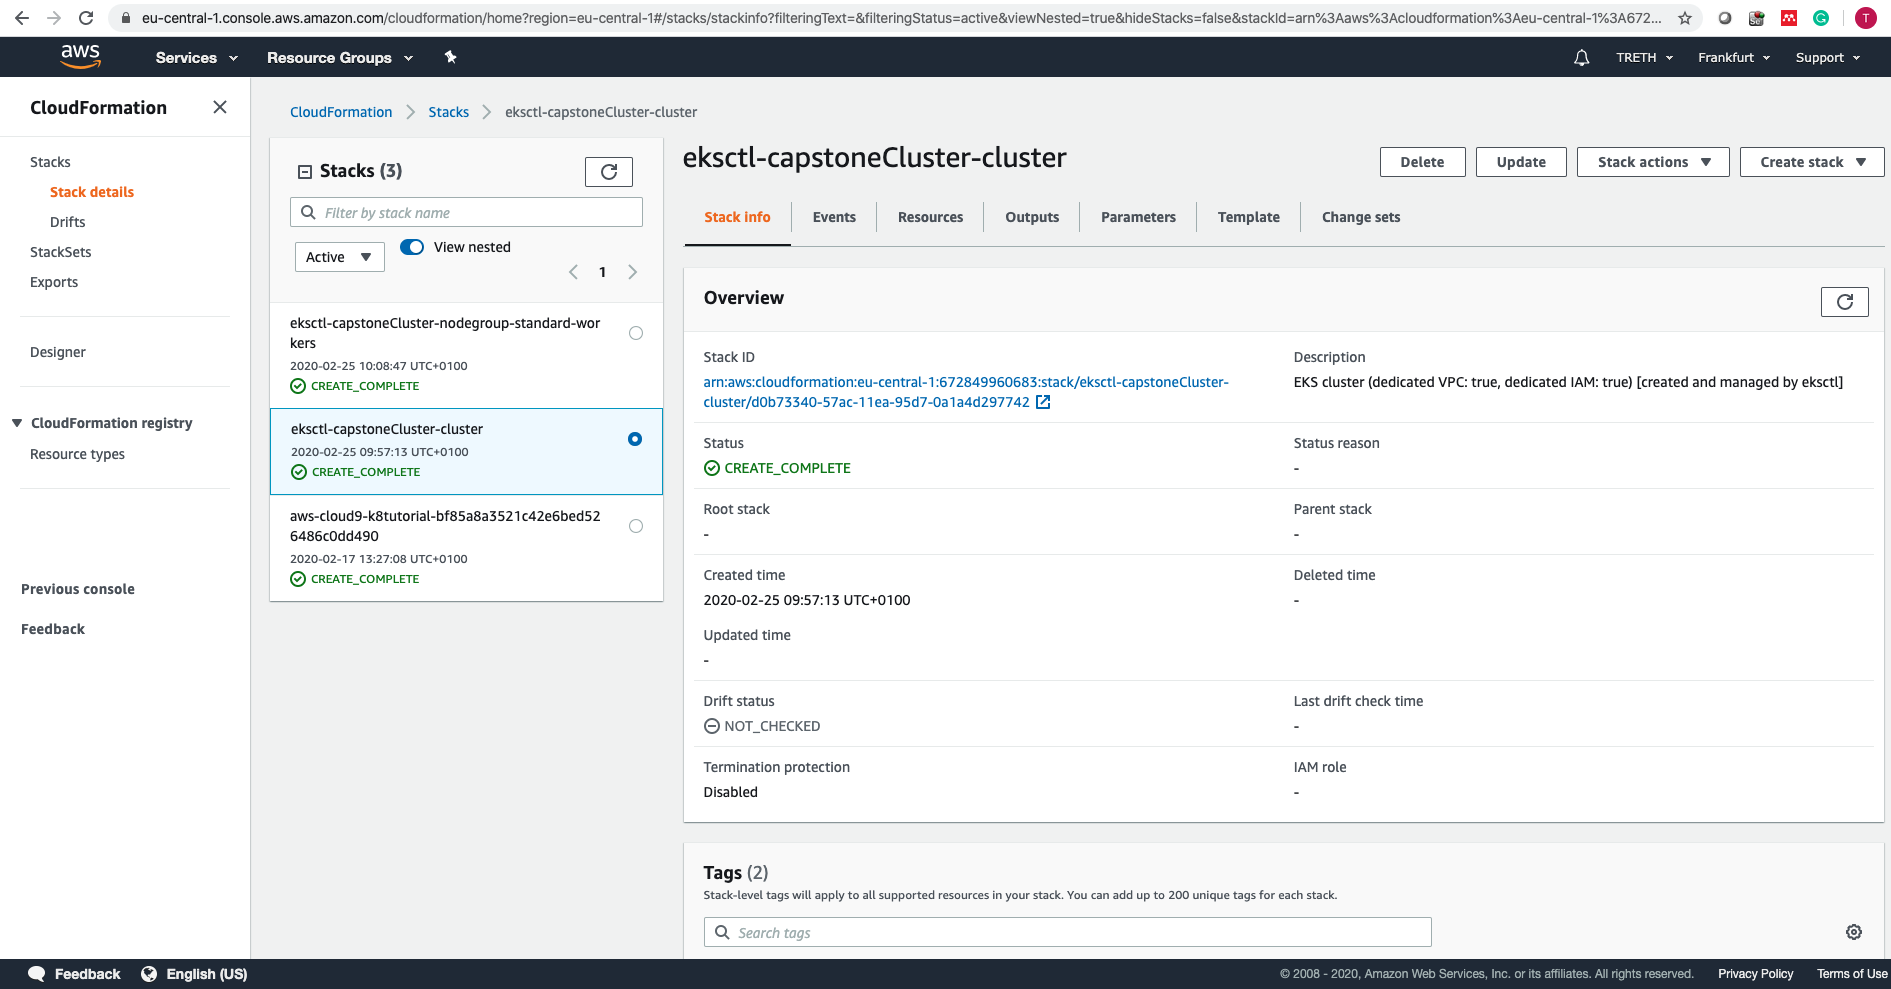 eu-central-1.console.aws.amazon.com/cloudformation/home?region=eu-central-1#/stacks/stackinfo?filteringText=&filteringStatus=active&viewNested=true&hideStacks=false&stackId=arn%3Aaws%3Acloudformation%3Aeu-central-1%3A672...
T
aws
Services
Resource Groups
TRETH
Frankfurt
Support
CloudFormation
Stacks
Stack details
Drifts
StackSets
Exports
Designer
CloudFormation registry
Resource types
Previous console
Feedback
CloudFormation > Stacks > eksctl-capstoneCluster-cluster
Stacks (3)
Filter by stack name
Active
View nested
1
eksctl-capstoneCluster-nodegroup-standard-wor
kers
2020-02-25 10:08:47 UTC+0100
CREATE_COMPLETE
eksctl-capstoneCluster-cluster
2020-02-25 09:57:13 UTC+0100
CREATE_COMPLETE
aws-cloud9-k8tutorial-bf85a8a3521c42e6bed52
6486c0dd490
2020-02-17 13:27:08 UTC+0100
CREATE_COMPLETE
eksctl-capstoneCluster-cluster
Delete
Update
Stack actions
Create stack
Stack info
Events
Resources
Outputs
Parameters
Template
Change sets
Overview
Stack ID
arn:aws:cloudformation:eu-central-1:672849960683:stack/eksctl-capstoneCluster-
cluster/d0b73340-57ac-11ea-95d7-0a1a4d297742
Description
EKS cluster (dedicated VPC: true, dedicated IAM: true) [created and managed by eksctl]
Status
CREATE_COMPLETE
Status reason
-
Root stack
-
Parent stack
-
Created time
2020-02-25 09:57:13 UTC+0100
Deleted time
-
Updated time
-
Drift status
NOT_CHECKED
Last drift check time
-
Termination protection
Disabled
IAM role
-
Tags (2)
Stack-level tags will apply to all supported resources in your stack. You can add up to 200 unique tags for each stack.
Search tags
Feedback
English (US)
© 2008 - 2020, Amazon Web Services, Inc. or its affiliates. All rights reserved.
Privacy Policy
Terms of Use